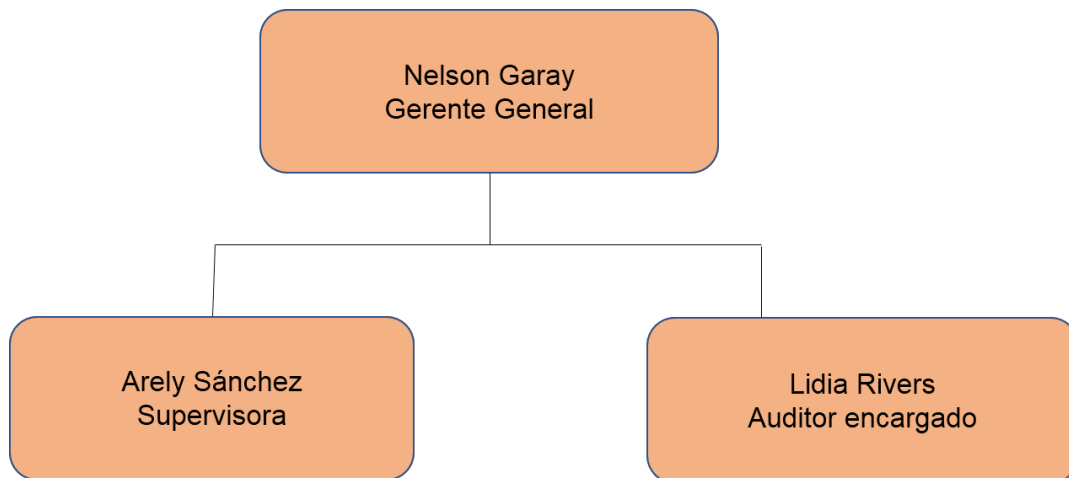 Nelson Garay
Gerente General
Arely Sánchez
Supervisora
Lidia Rivers
Auditor encargado